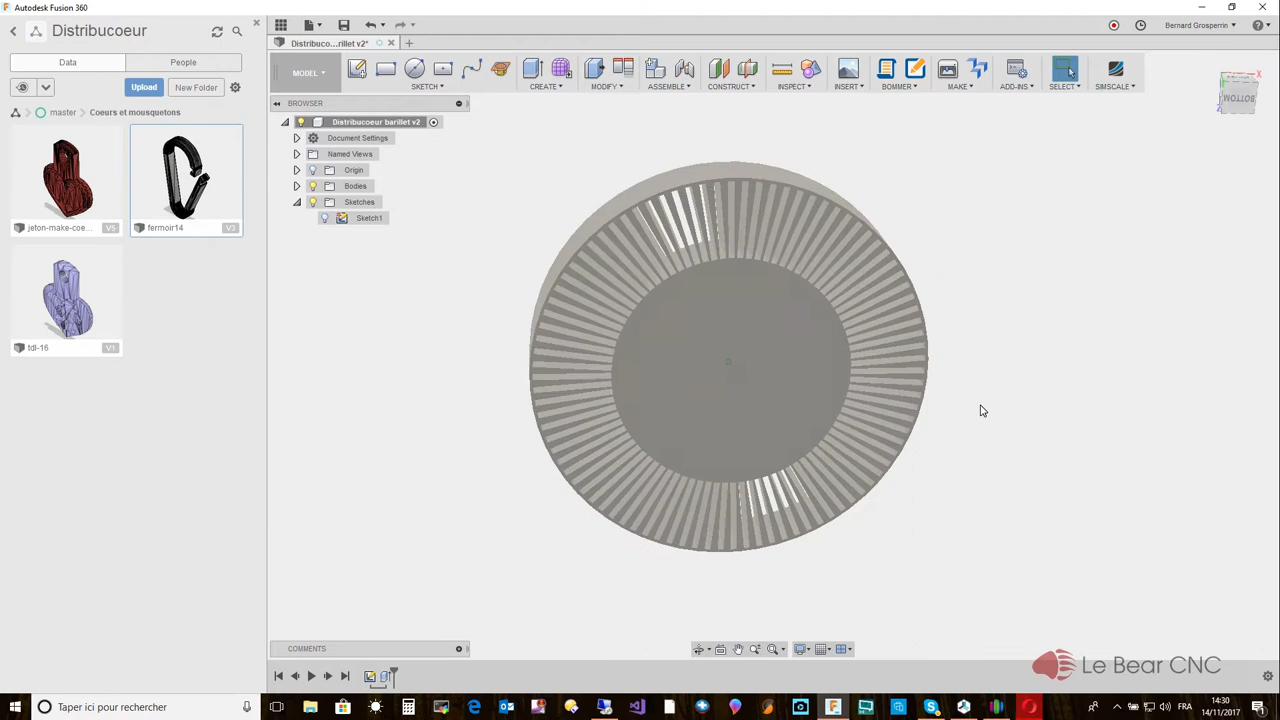 Autodesk Fusion 360
Distribucoeur
Data
People
Upload
New Folder
master > Coeurs et mousquetons
jeton-make-coe...
V5
fermoir14
V3
tdl-16
V1
Distribuco...rillet v2*
Bernard Grosperrin
MODEL
SKETCH
CREATE
MODIFY
ASSEMBLE
CONSTRUCT
INSPECT
INSERT
BOMMER
MAKE
ADD-INS
SELECT
SIMSCALE
BROWSER
Distribucoeur barillet v2
Document Settings
Named Views
Origin
Bodies
Sketches
Sketch1
X
Z
BOTTOM
COMMENTS
Le Bear CNC
Taper ici pour rechercher
FRA
14:30
14/11/2017